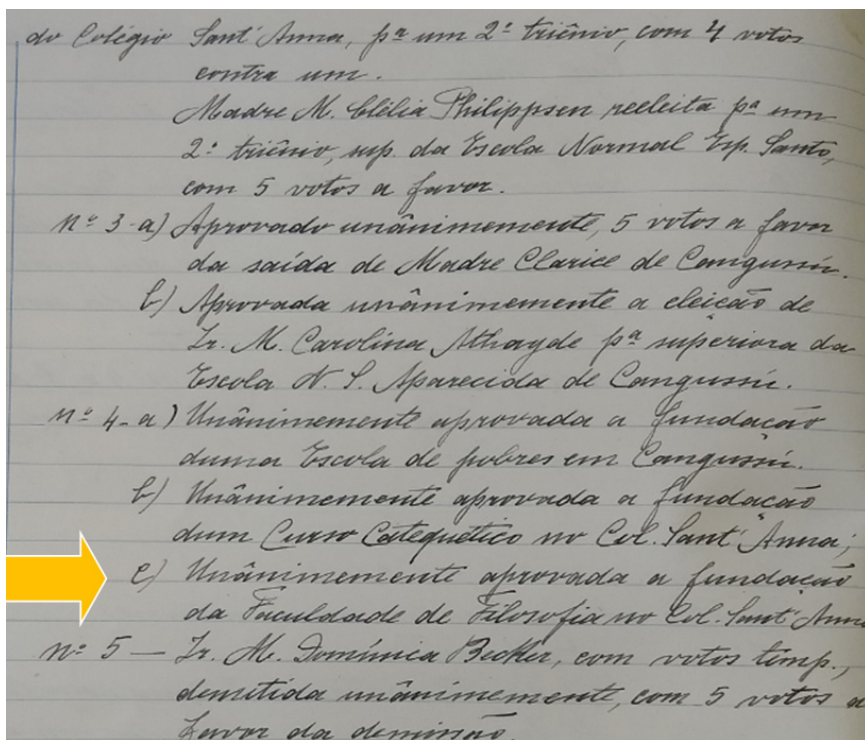 do Colégio Sant'Anna, pª um 2º triênio, com 4 votos
contra um.
Madre M. Clélia Philippsen reeleita pª um
2º triênio, sup. da Escola Normal Esp. Santo,
com 5 votos a favor.
nº 3-a) Aprovado unânimemente, 5 votos a favor
da saída de Madre Clarice de Cangussú.
b) Aprovada unânimemente a eleição de
Ir. M. Carolina Athayde pª superiora da
Escola N. S. Aparecida de Cangussú.
nº 4-a) Unânimemente aprovada a fundação
duma Escola de pobres em Cangussú.
b) Unânimemente aprovada a fundação
dum Curso Catequético no Col. Sant'Anna;
c) Unânimemente aprovada a fundação
da Faculdade de Filosofia no Col. Sant'Anna
nº 5 — Ir. M. Domínica Becker, com votos temp.,
demitida unânimemente, com 5 votos a
favor da demissão.